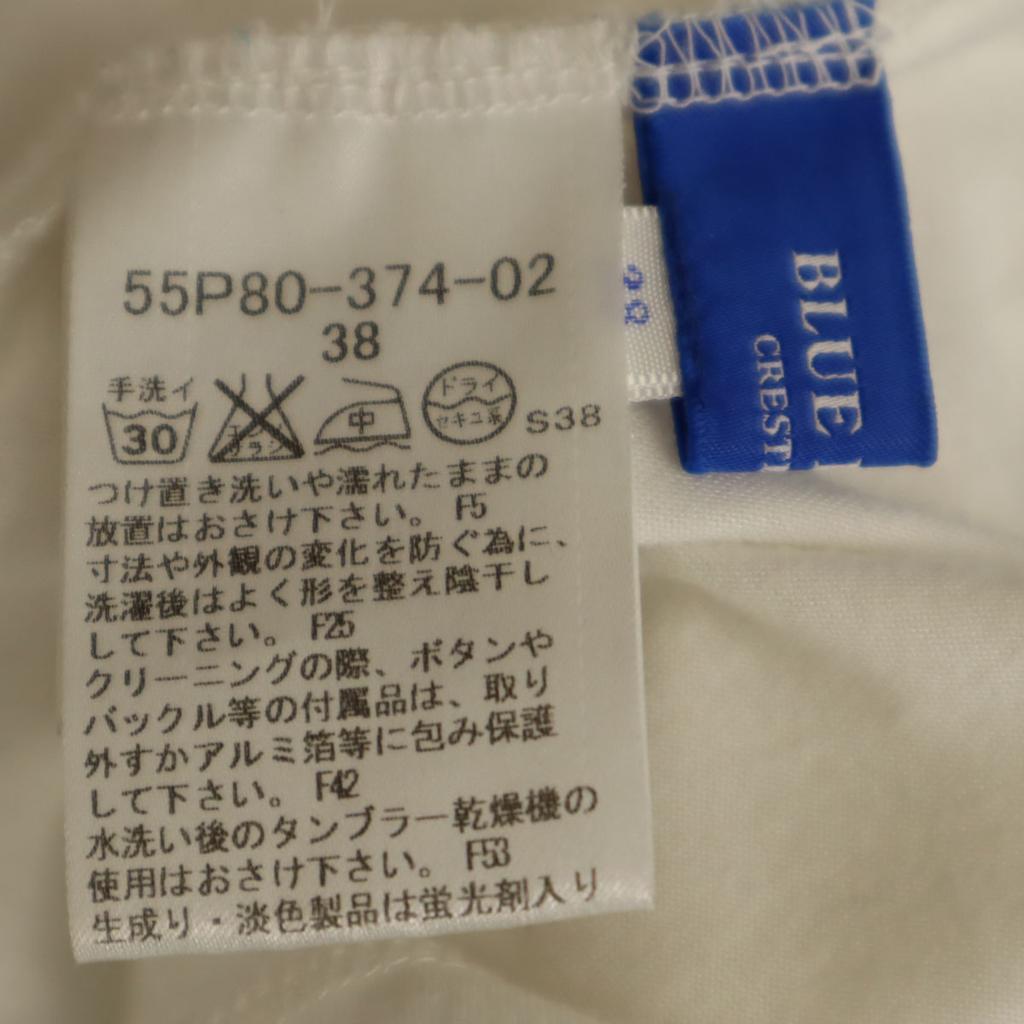 55P80-374-02
38
手洗イ
30
中
ドライ
セキユ系
S38
つけ置き洗いや濡れたままの
放置はおさけ下さい。 F5
寸法や外観の変化を防ぐ為に、
洗濯後はよく形を整え陰干し
して下さい。 F25
クリーニングの際、ボタンや
バックル等の付属品は、取り
外すかアルミ箔等に包み保護
して下さい。 F42
水洗い後のタンブラー乾燥機の
使用はおさけ下さい。 F53
生成り・淡色製品は蛍光剤入り
38
BLUE
CREST